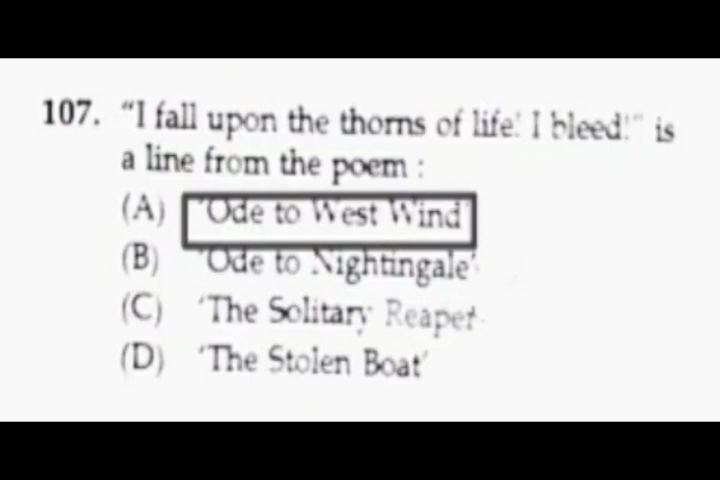 107. "I fall upon the thorns of life! I bleed!" is
a line from the poem :
(A) 'Ode to West Wind'
(B) 'Ode to Nightingale'
(C) 'The Solitary Reaper'
(D) 'The Stolen Boat'